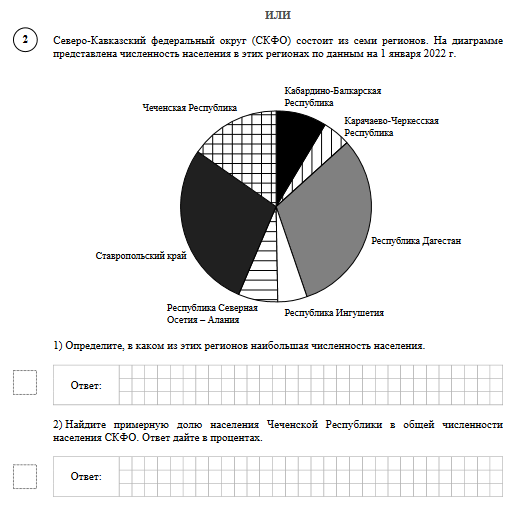 ИЛИ
2
Северо-Кавказский федеральный округ (СКФО) состоит из семи регионов. На диаграмме
представлена численность населения в этих регионах по данным на 1 января 2022 г.
Кабардино-Балкарская
Республика
Чеченская Республика
Карачаево-Черкесская
Республика
Республика Дагестан
Ставропольский край
Республика Северная
Осетия – Алания
Республика Ингушетия
1) Определите, в каком из этих регионов наибольшая численность населения.
Ответ:
2) Найдите примерную долю населения Чеченской Республики в общей численности
населения СКФО. Ответ дайте в процентах.
Ответ: